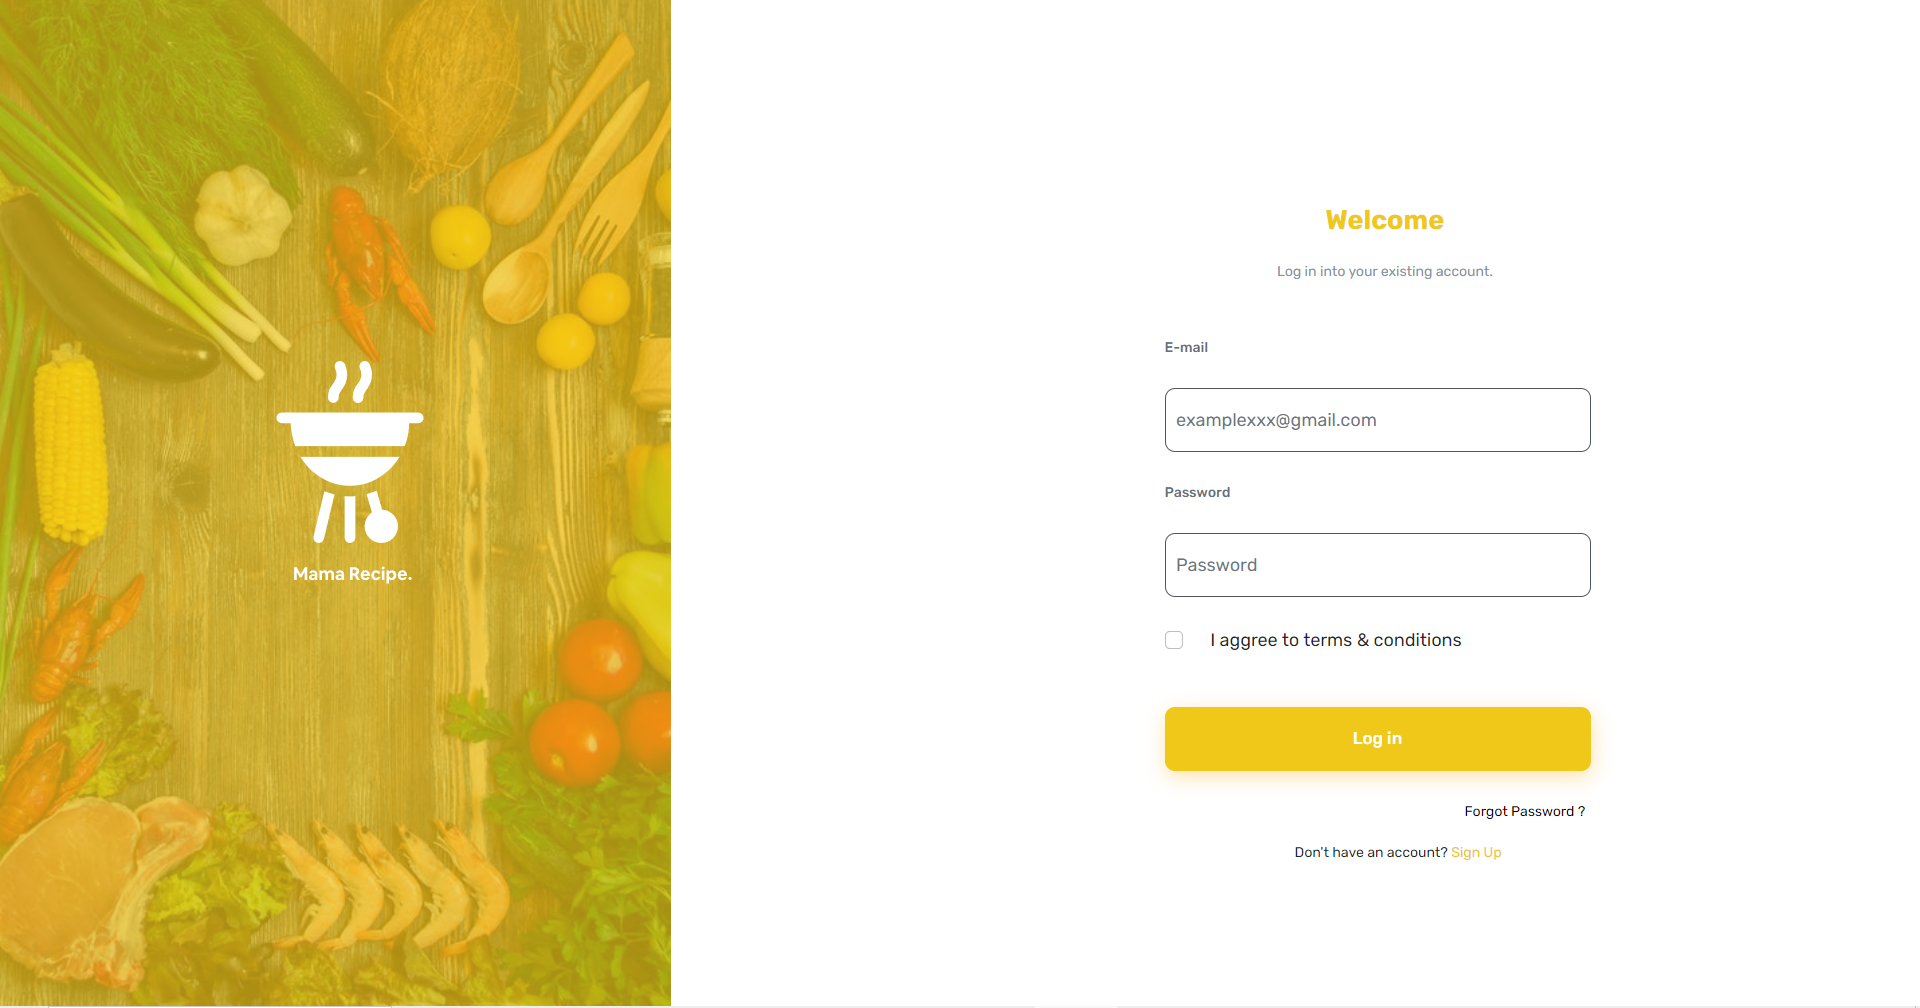 Mama Recipe.
Welcome
Log in into your existing account.
E-mail
examplexxx@gmail.com
Password
Password
I aggree to terms & conditions
Log in
Forgot Password ?
Don't have an account? Sign Up